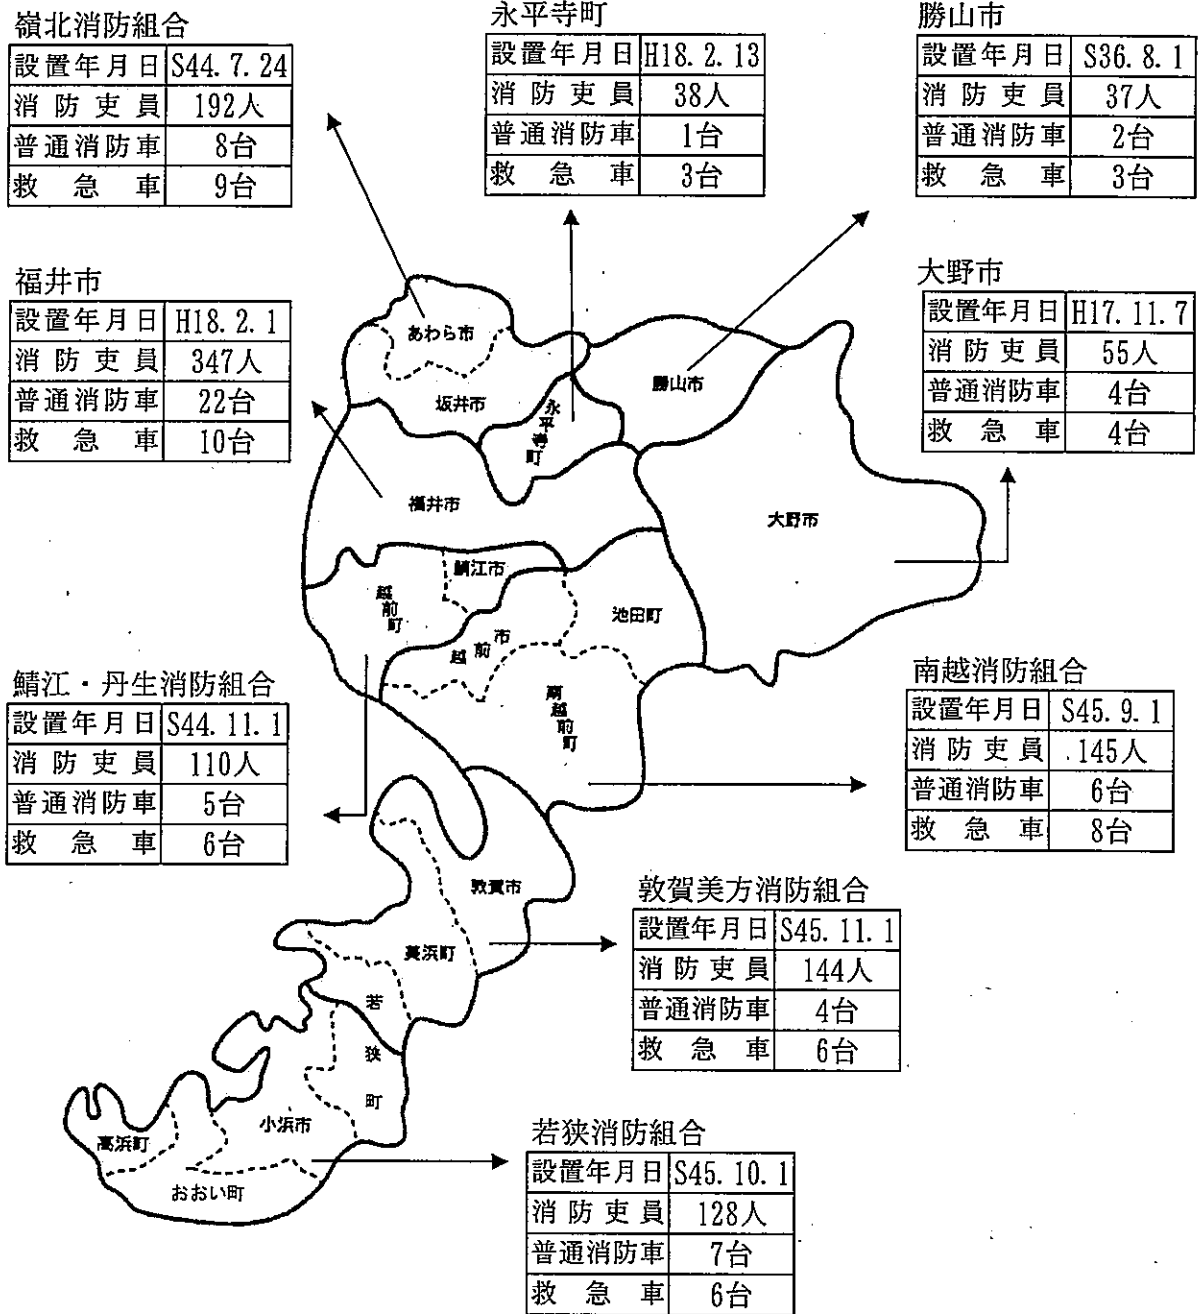 嶺北消防組合
設置年月日 S44. 7. 24
消防吏員 192人
普通消防車 8台
救急車 9台
永平寺町
設置年月日 H18. 2. 13
消防吏員 38人
普通消防車 1台
救急車 3台
勝山市
設置年月日 S36. 8. 1
消防吏員 37人
普通消防車 2台
救急車 3台
福井市
設置年月日 H18. 2. 1
消防吏員 347人
普通消防車 22台
救急車 10台
大野市
設置年月日 H17. 11. 7
消防吏員 55人
普通消防車 4台
救急車 4台
あわら市
坂井市
永平寺町
勝山市
福井市
大野市
鯖江市
越前町
池田町
越前市
南越前町
鯖江・丹生消防組合
設置年月日 S44. 11. 1
消防吏員 110人
普通消防車 5台
救急車 6台
南越消防組合
設置年月日 S45. 9. 1
消防吏員 145人
普通消防車 6台
救急車 8台
敦賀市
美浜町
若狭町
敦賀美方消防組合
設置年月日 S45. 11. 1
消防吏員 144人
普通消防車 4台
救急車 6台
高浜町
小浜市
おおい町
若狭消防組合
設置年月日 S45. 10. 1
消防吏員 128人
普通消防車 7台
救急車 6台